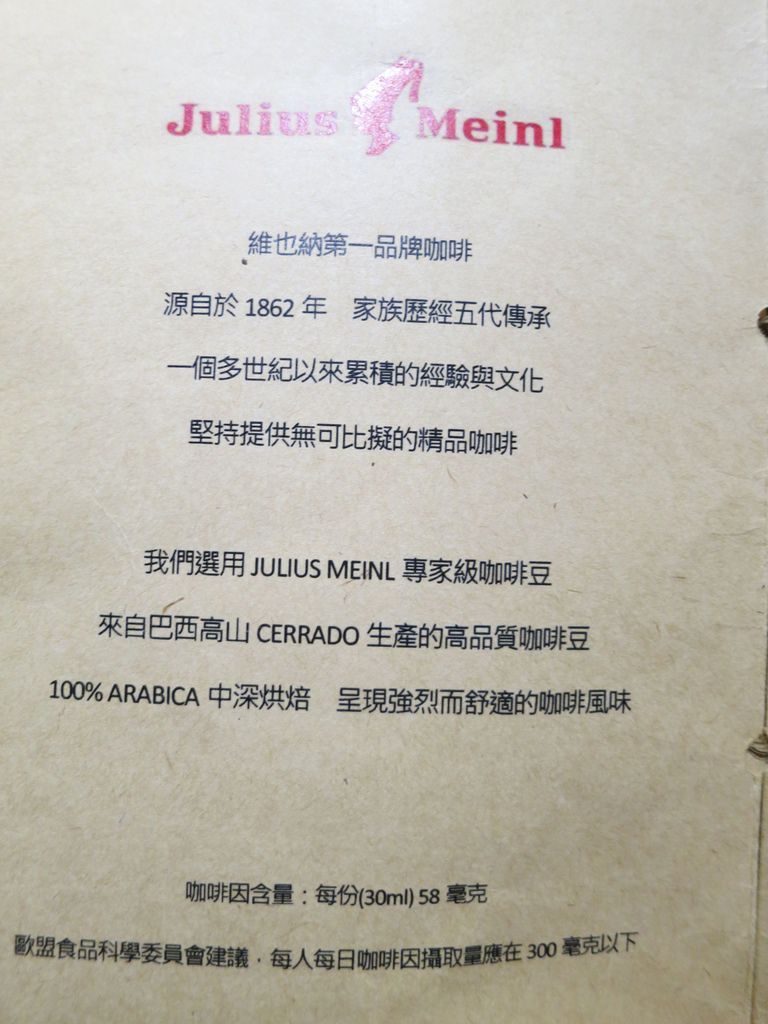 Julius Meinl
維也納第一品牌咖啡
源自於 1862 年 家族歷經五代傳承
一個多世紀以來累積的經驗與文化
堅持提供無可比擬的精品咖啡
我們選用 JULIUS MEINL 專家級咖啡豆
來自巴西高山 CERRADO 生產的高品質咖啡豆
100% ARABICA 中深烘焙 呈現強烈而舒適的咖啡風味
咖啡因含量：每份(30ml) 58 毫克
歐盟食品科學委員會建議，每人每日咖啡因攝取量應在 300 毫克以下